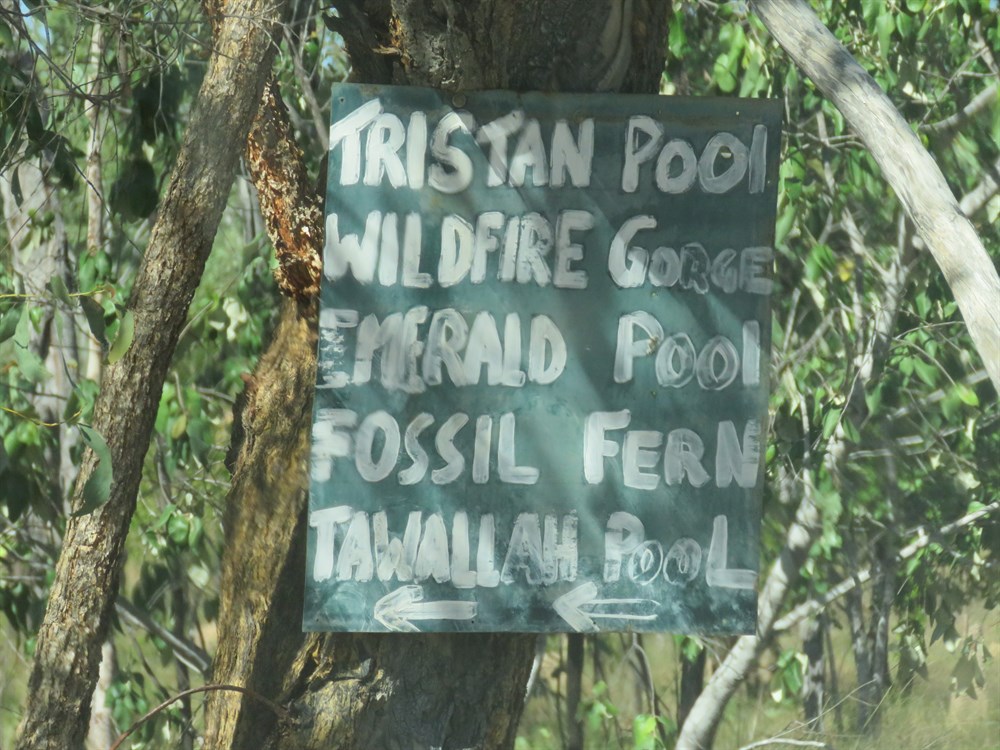 TRISTAN POOl
WILDFIRE GORGE
EMERALD POOl
FOSSIL FERN
TAWALLAH POOL